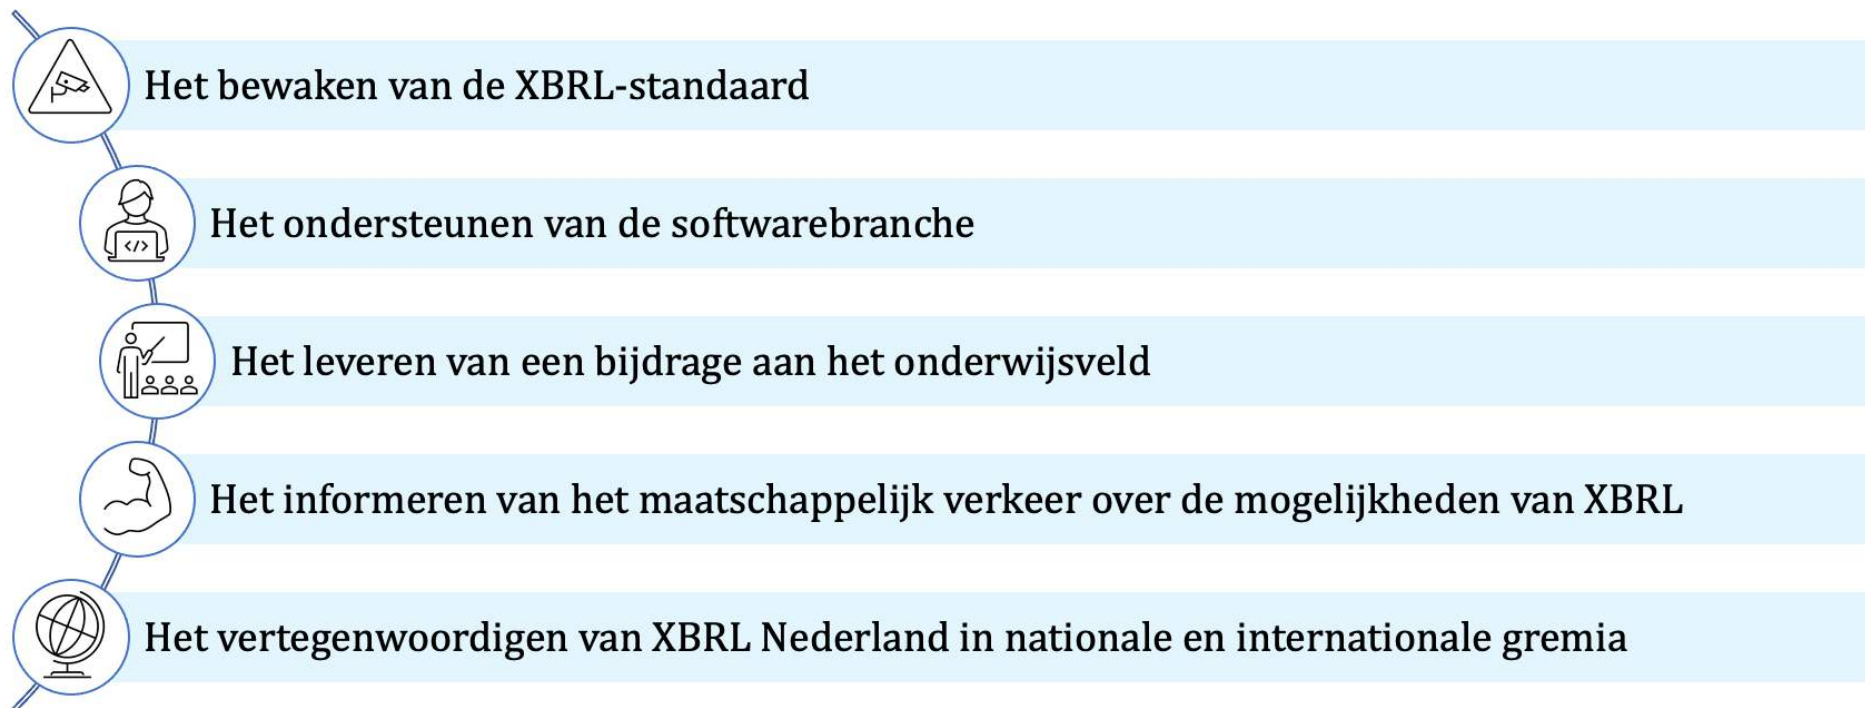 Het bewaken van de XBRL-standaard
</>
Het ondersteunen van de softwarebranche
Het leveren van een bijdrage aan het onderwijsveld
Het informeren van het maatschappelijk verkeer over de mogelijkheden van XBRL
Het vertegenwoordigen van XBRL Nederland in nationale en internationale gremia